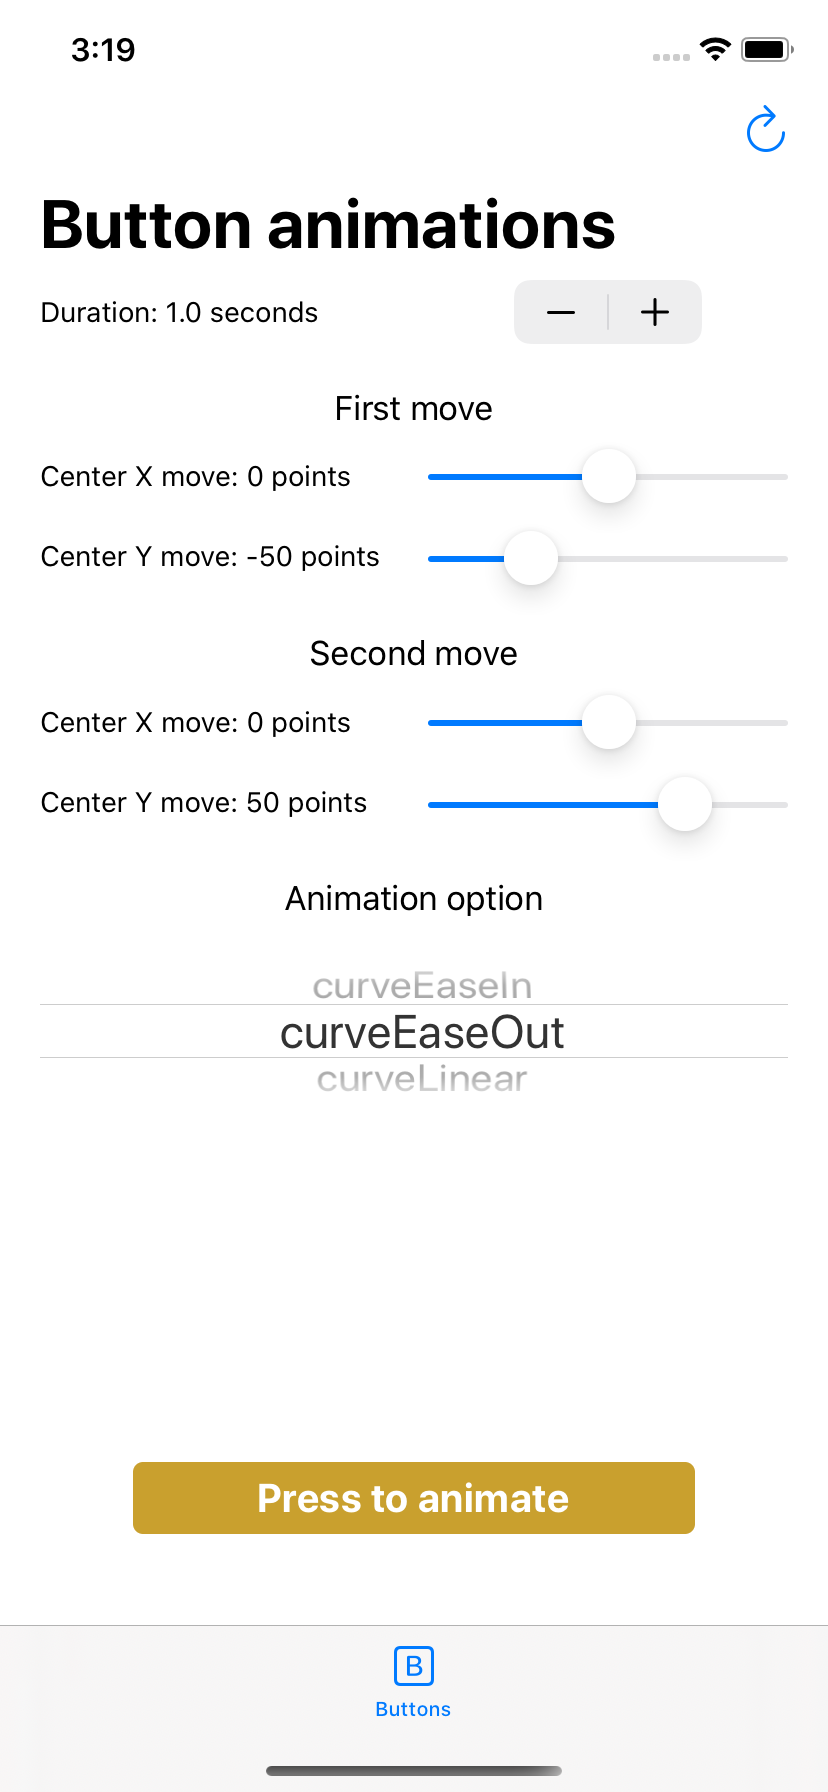 3:19
Button animations
Duration: 1.0 seconds
First move
Center X move: 0 points
Center Y move: -50 points
Second move
Center X move: 0 points
Center Y move: 50 points
Animation option
curveEaseIn
curveEaseOut
curveLinear
Press to animate
B
Buttons